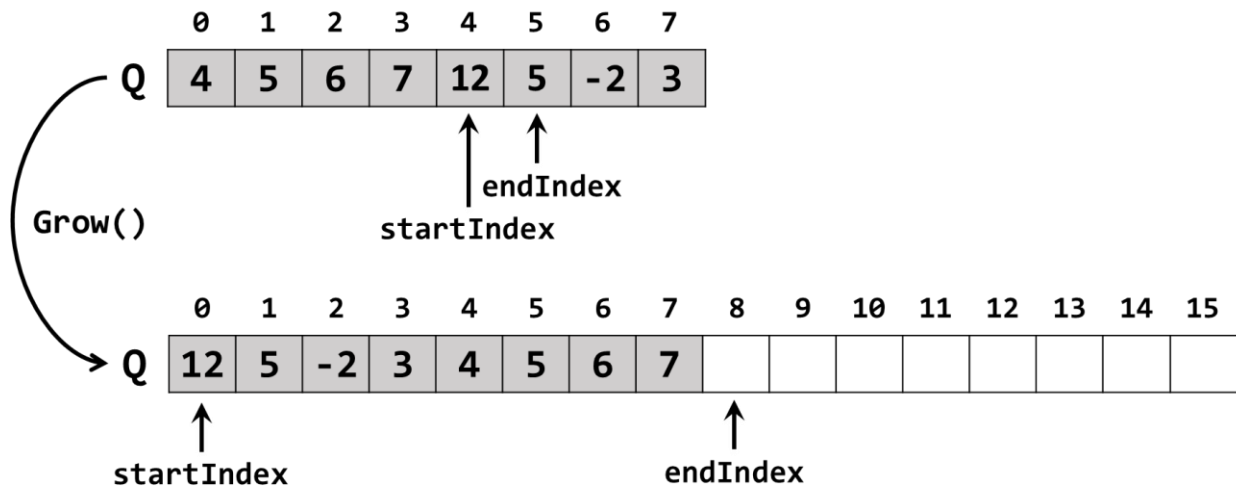 0 1 2 3 4 5 6 7
Q 4 5 6 7 12 5 -2 3
endIndex
Grow()
startIndex
0 1 2 3 4 5 6 7 8 9 10 11 12 13 14 15
Q 12 5 -2 3 4 5 6 7
startIndex endIndex